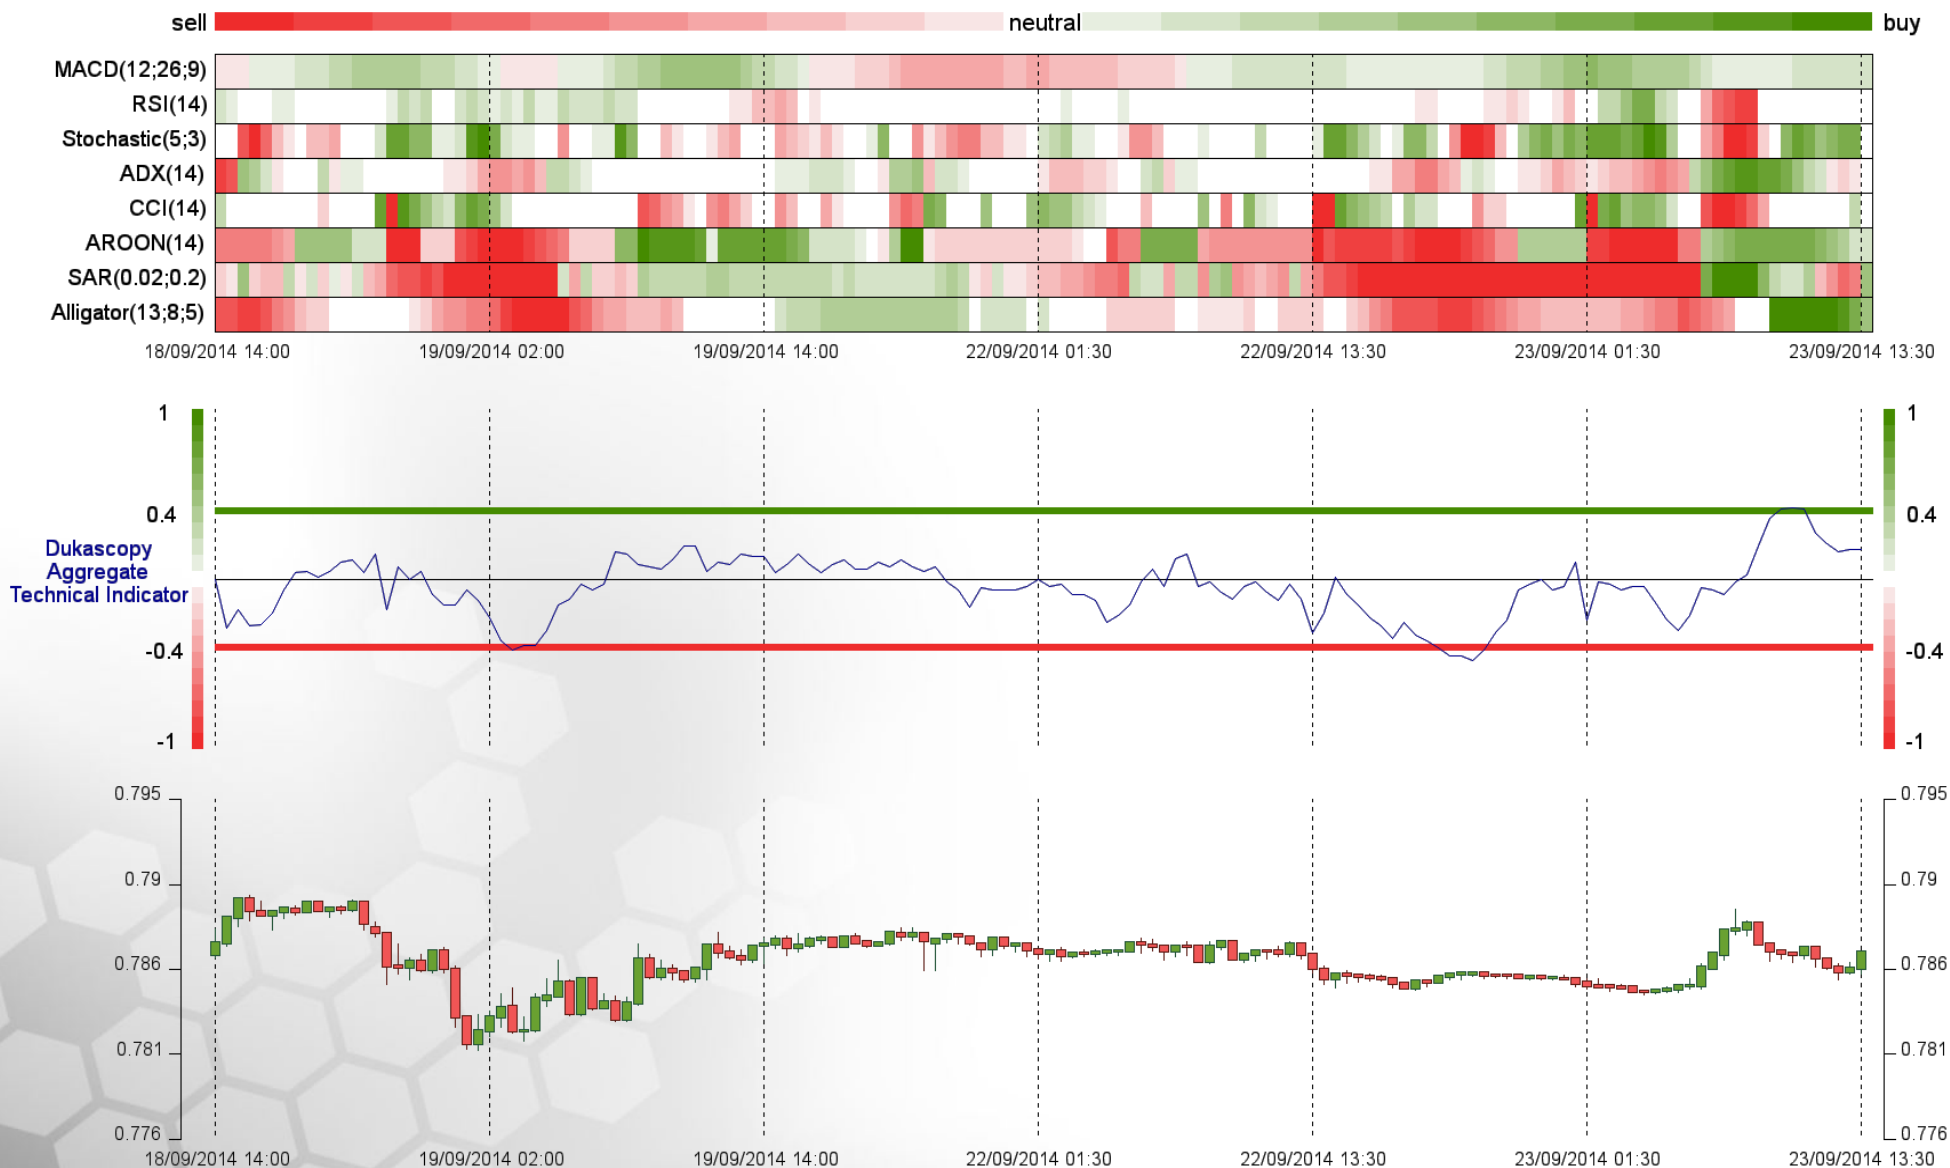 sell neutral buy
MACD(12;26;9)
RSI(14)
Stochastic(5;3)
ADX(14)
CCI(14)
AROON(14)
SAR(0.02;0.2)
Alligator(13;8;5)
18/09/2014 14:00 19/09/2014 02:00 19/09/2014 14:00 22/09/2014 01:30 22/09/2014 13:30 23/09/2014 01:30 23/09/2014 13:30
1 1
0.4 0.4
Dukascopy
Aggregate
Technical Indicator
-0.4 -0.4
-1 -1
0.795 0.795
0.79 0.79
0.786 0.786
0.781 0.781
0.776 0.776
18/09/2014 14:00 19/09/2014 02:00 19/09/2014 14:00 22/09/2014 01:30 22/09/2014 13:30 23/09/2014 01:30 23/09/2014 13:30